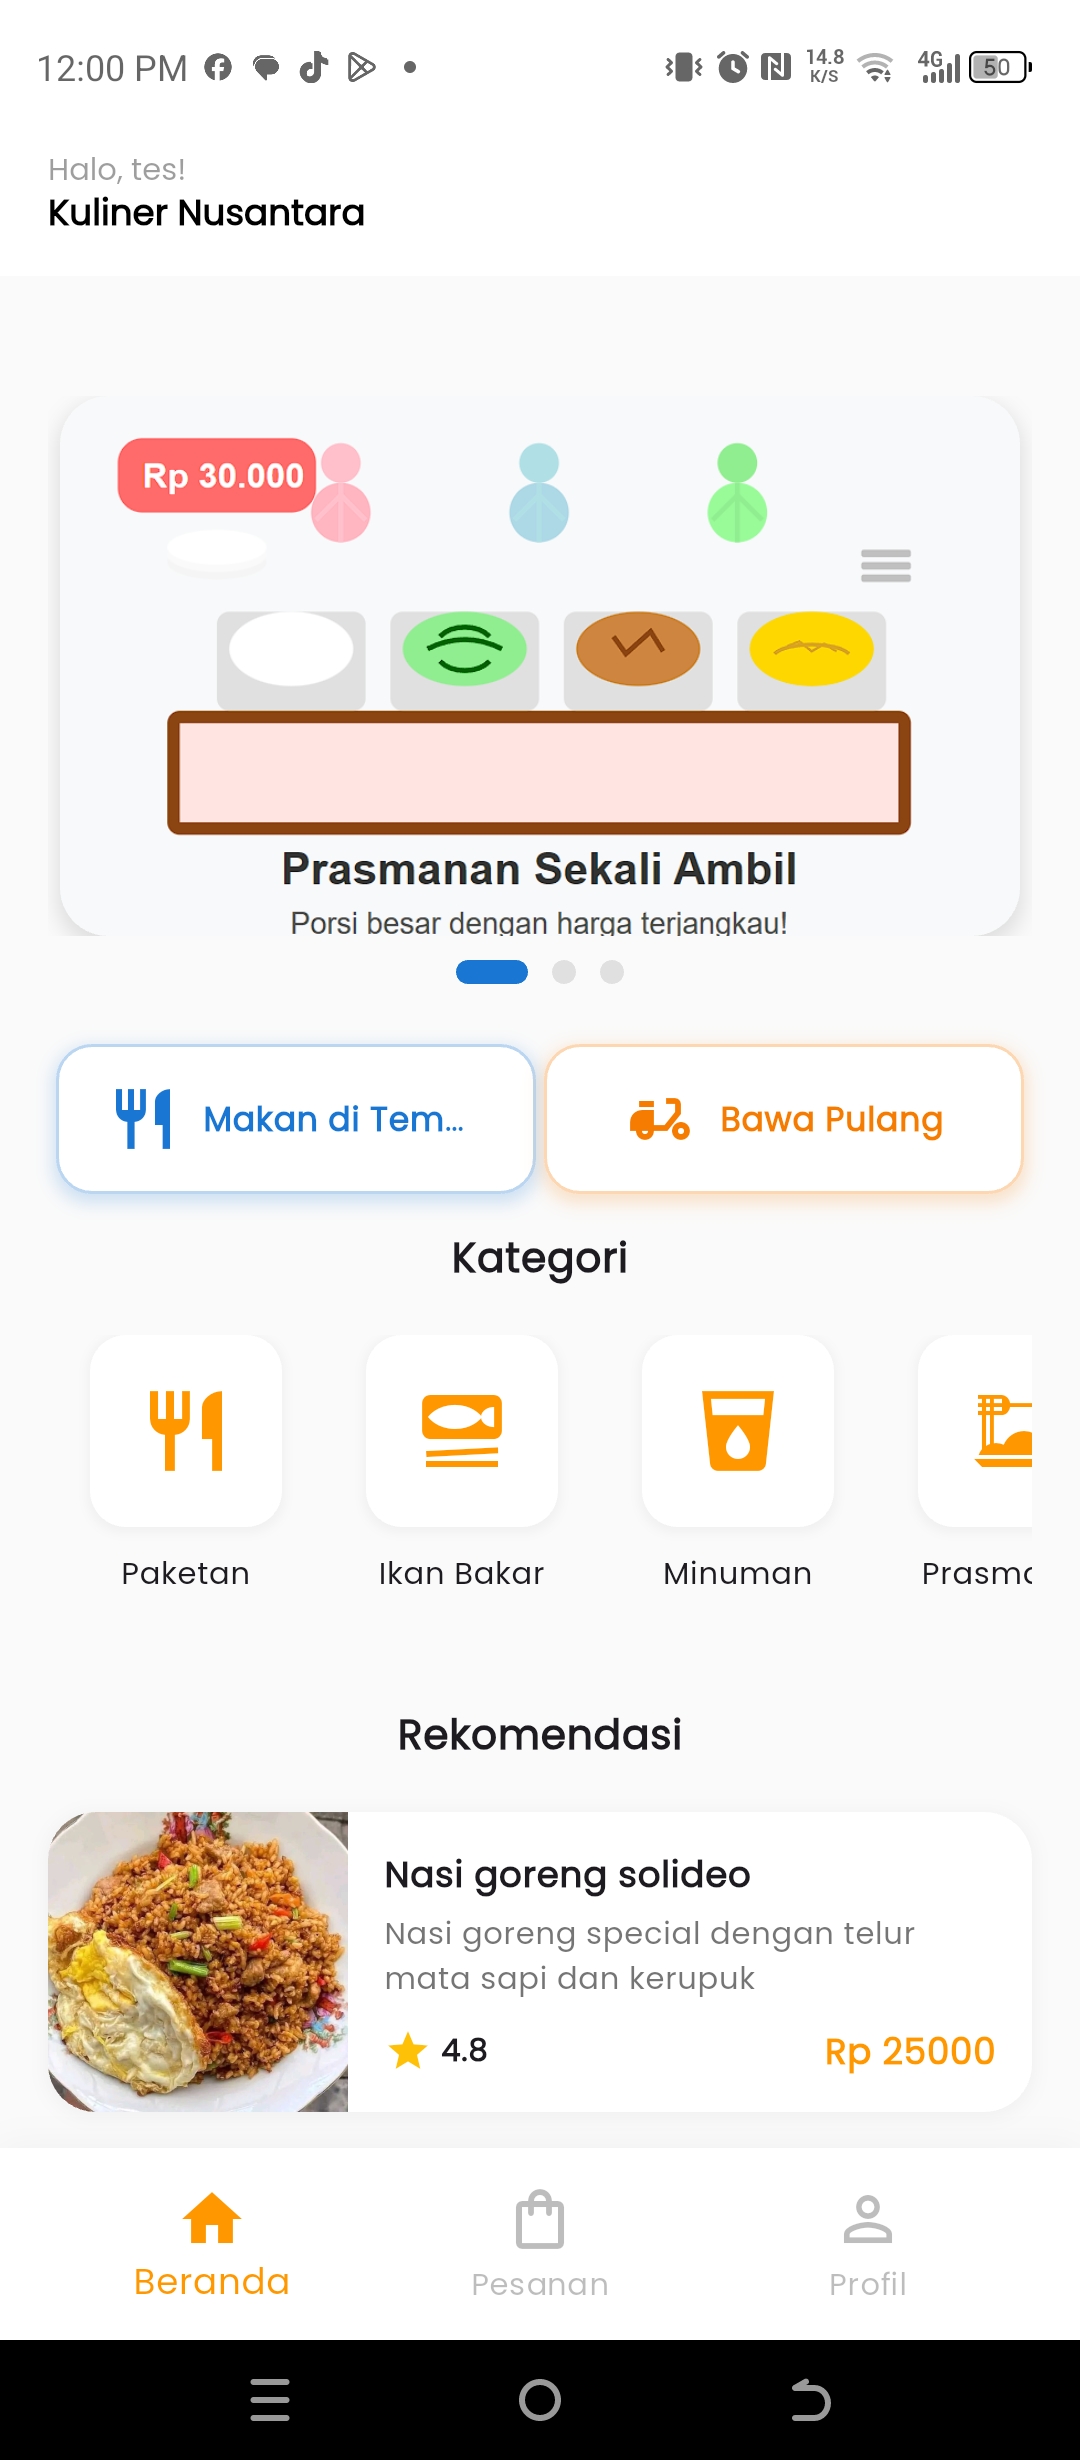 12:00 PM
14.8
K/S
4G
50
Halo, tes!
Kuliner Nusantara
Rp 30.000
Prasmanan Sekali Ambil
Porsi besar dengan harga terjangkau!
Makan di Tem...
Bawa Pulang
Kategori
Paketan
Ikan Bakar
Minuman
Prasma
Rekomendasi
Nasi goreng solideo
Nasi goreng special dengan telur
mata sapi dan kerupuk
4.8
Rp 25000
Beranda
Pesanan
Profil